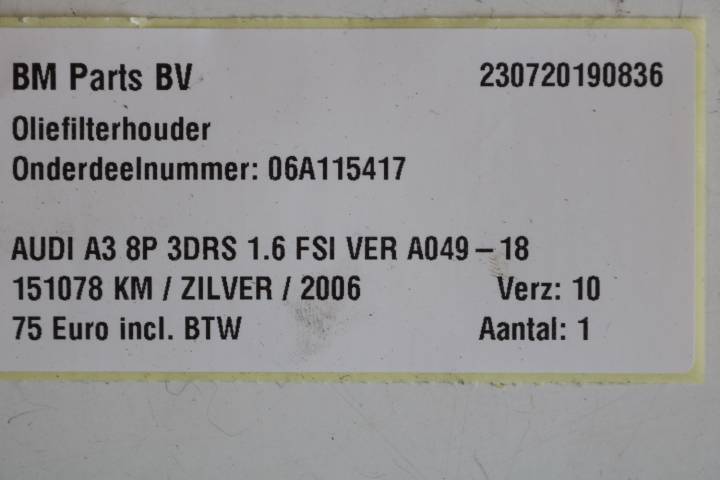 BM Parts BV 230720190836
Oliefilterhouder
Onderdeelnummer: 06A115417
AUDI A3 8P 3DRS 1.6 FSI VER A049-18
151078 KM / ZILVER / 2006 Verz: 10
75 Euro incl. BTW Aantal: 1